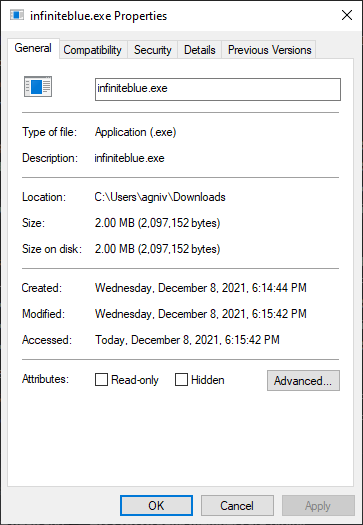 infiniteblue.exe Properties
General Compatibility Security Details Previous Versions
infiniteblue.exe
Type of file: Application (.exe)
Description: infiniteblue.exe
Location: C:\Users\agniv\Downloads
Size: 2.00 MB (2,097,152 bytes)
Size on disk: 2.00 MB (2,097,152 bytes)
Created: Wednesday, December 8, 2021, 6:14:44 PM
Modified: Wednesday, December 8, 2021, 6:15:42 PM
Accessed: Today, December 8, 2021, 6:15:42 PM
Attributes: Read-only Hidden Advanced...
OK Cancel Apply